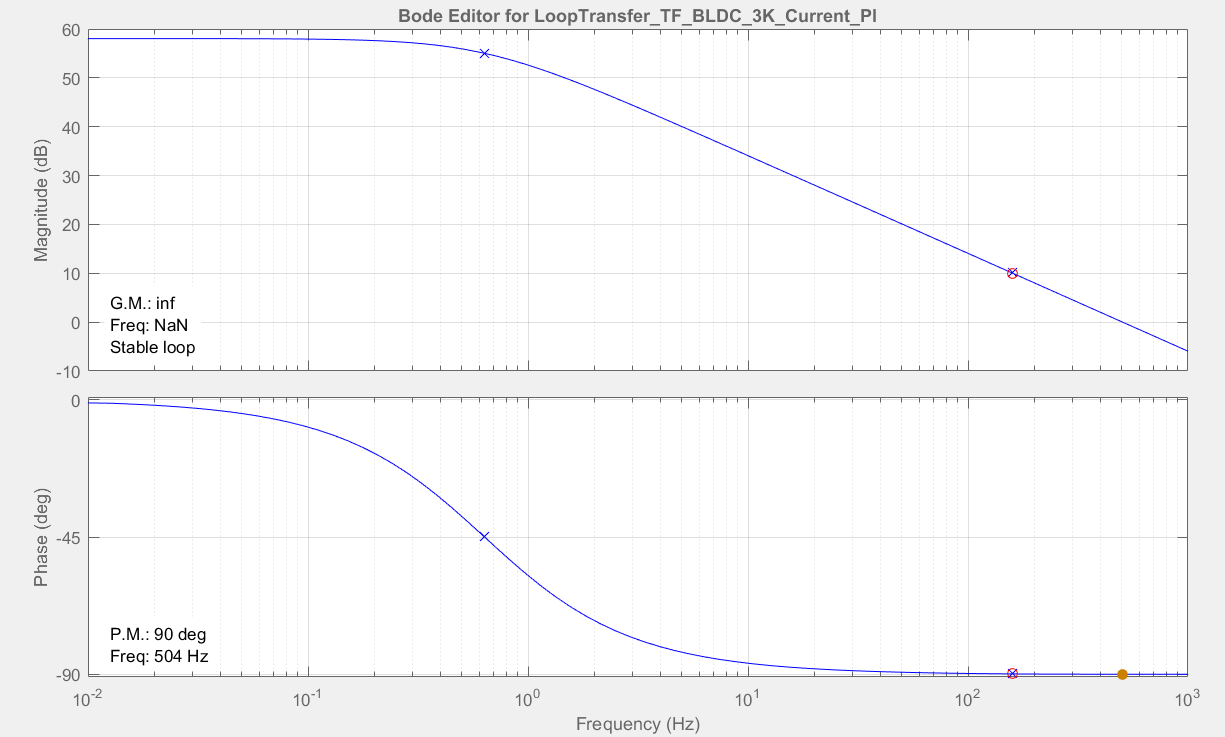 Bode Editor for LoopTransfer_TF_BLDC_3K_Current_PI
60
50
40
30
20
10
0
-10
Magnitude (dB)
G.M.: inf
Freq: NaN
Stable loop
0
-45
-90
Phase (deg)
P.M.: 90 deg
Freq: 504 Hz
10^-2 10^-1 10^0 10^1 10^2 10^3
Frequency (Hz)